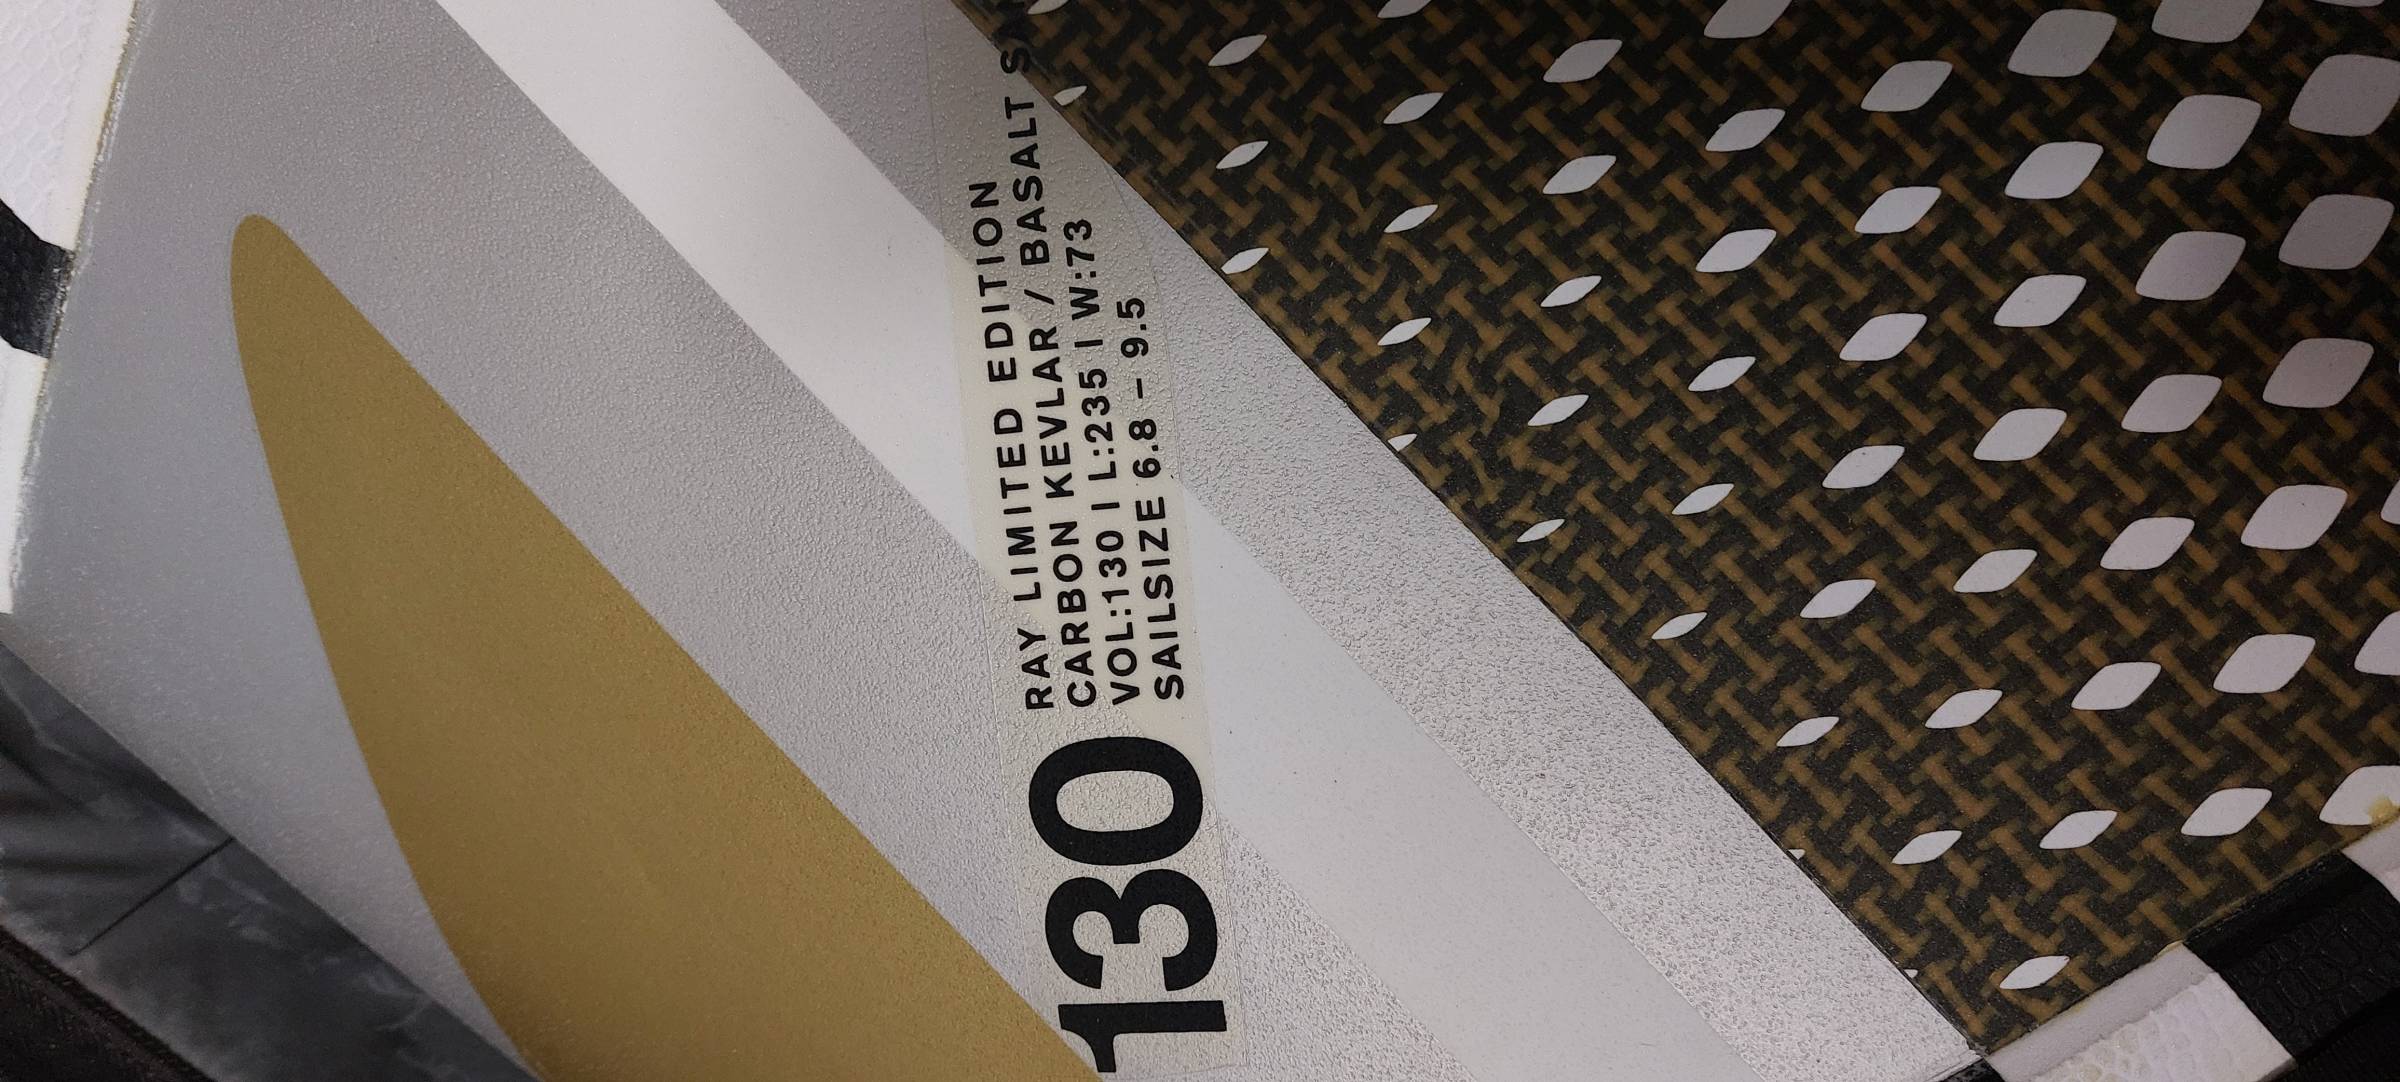 130
RAY LIMITED EDITION
CARBON KEVLAR / BASALT
VOL:130 I L:235 I W:73
SAILSIZE 6.8 – 9.5